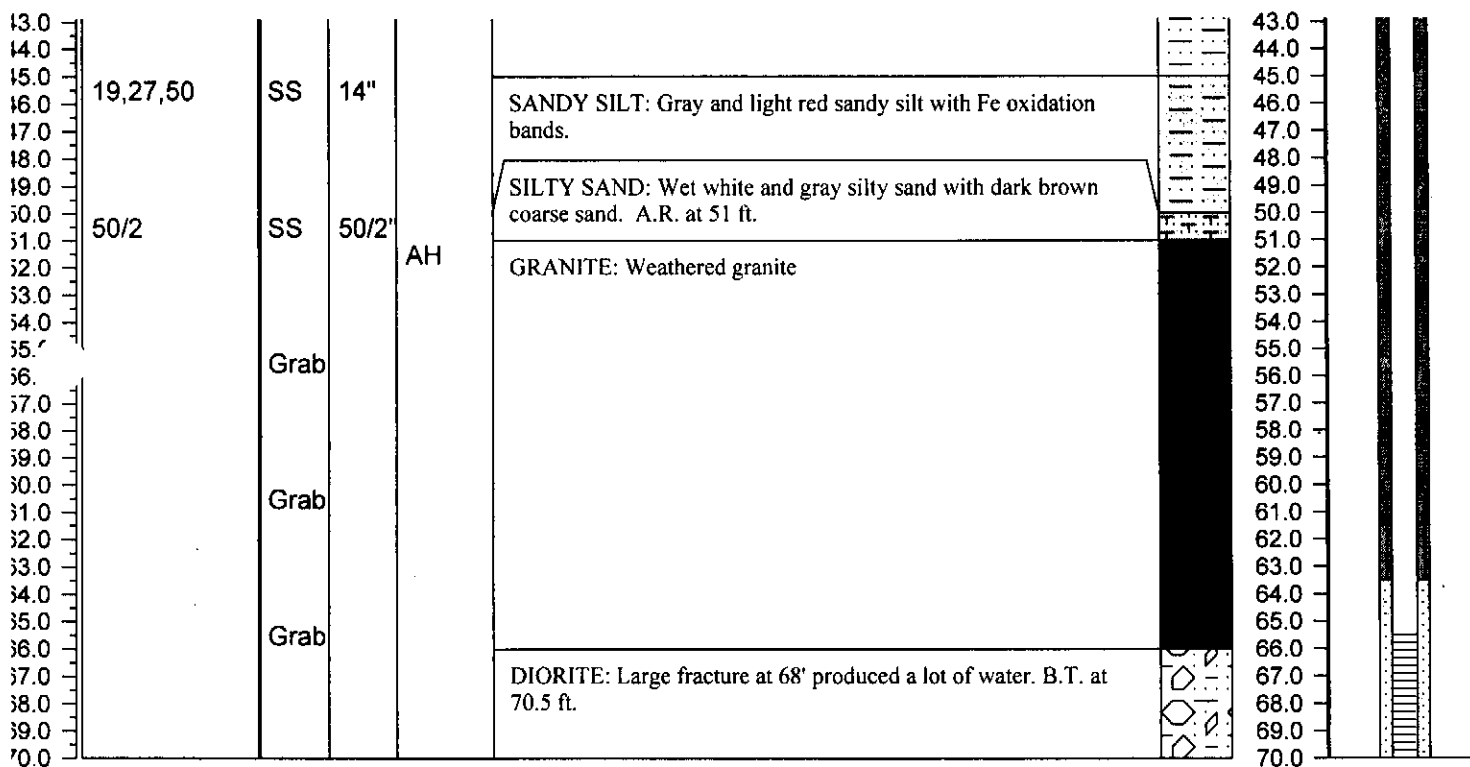 43.0
44.0
45.0
19,27,50 SS 14" 46.0
SANDY SILT: Gray and light red sandy silt with Fe oxidation
bands.
47.0
48.0
SILTY SAND: Wet white and gray silty sand with dark brown
49.0
coarse sand. A.R. at 51 ft.
50.0
50/2 SS 50/2" 51.0
AH
GRANITE: Weathered granite
52.0
53.0
54.0
55.0
Grab
56.0
57.0
58.0
59.0
60.0
Grab
61.0
62.0
63.0
64.0
65.0
Grab
66.0
DIORITE: Large fracture at 68' produced a lot of water. B.T. at
67.0
70.5 ft.
68.0
69.0
70.0